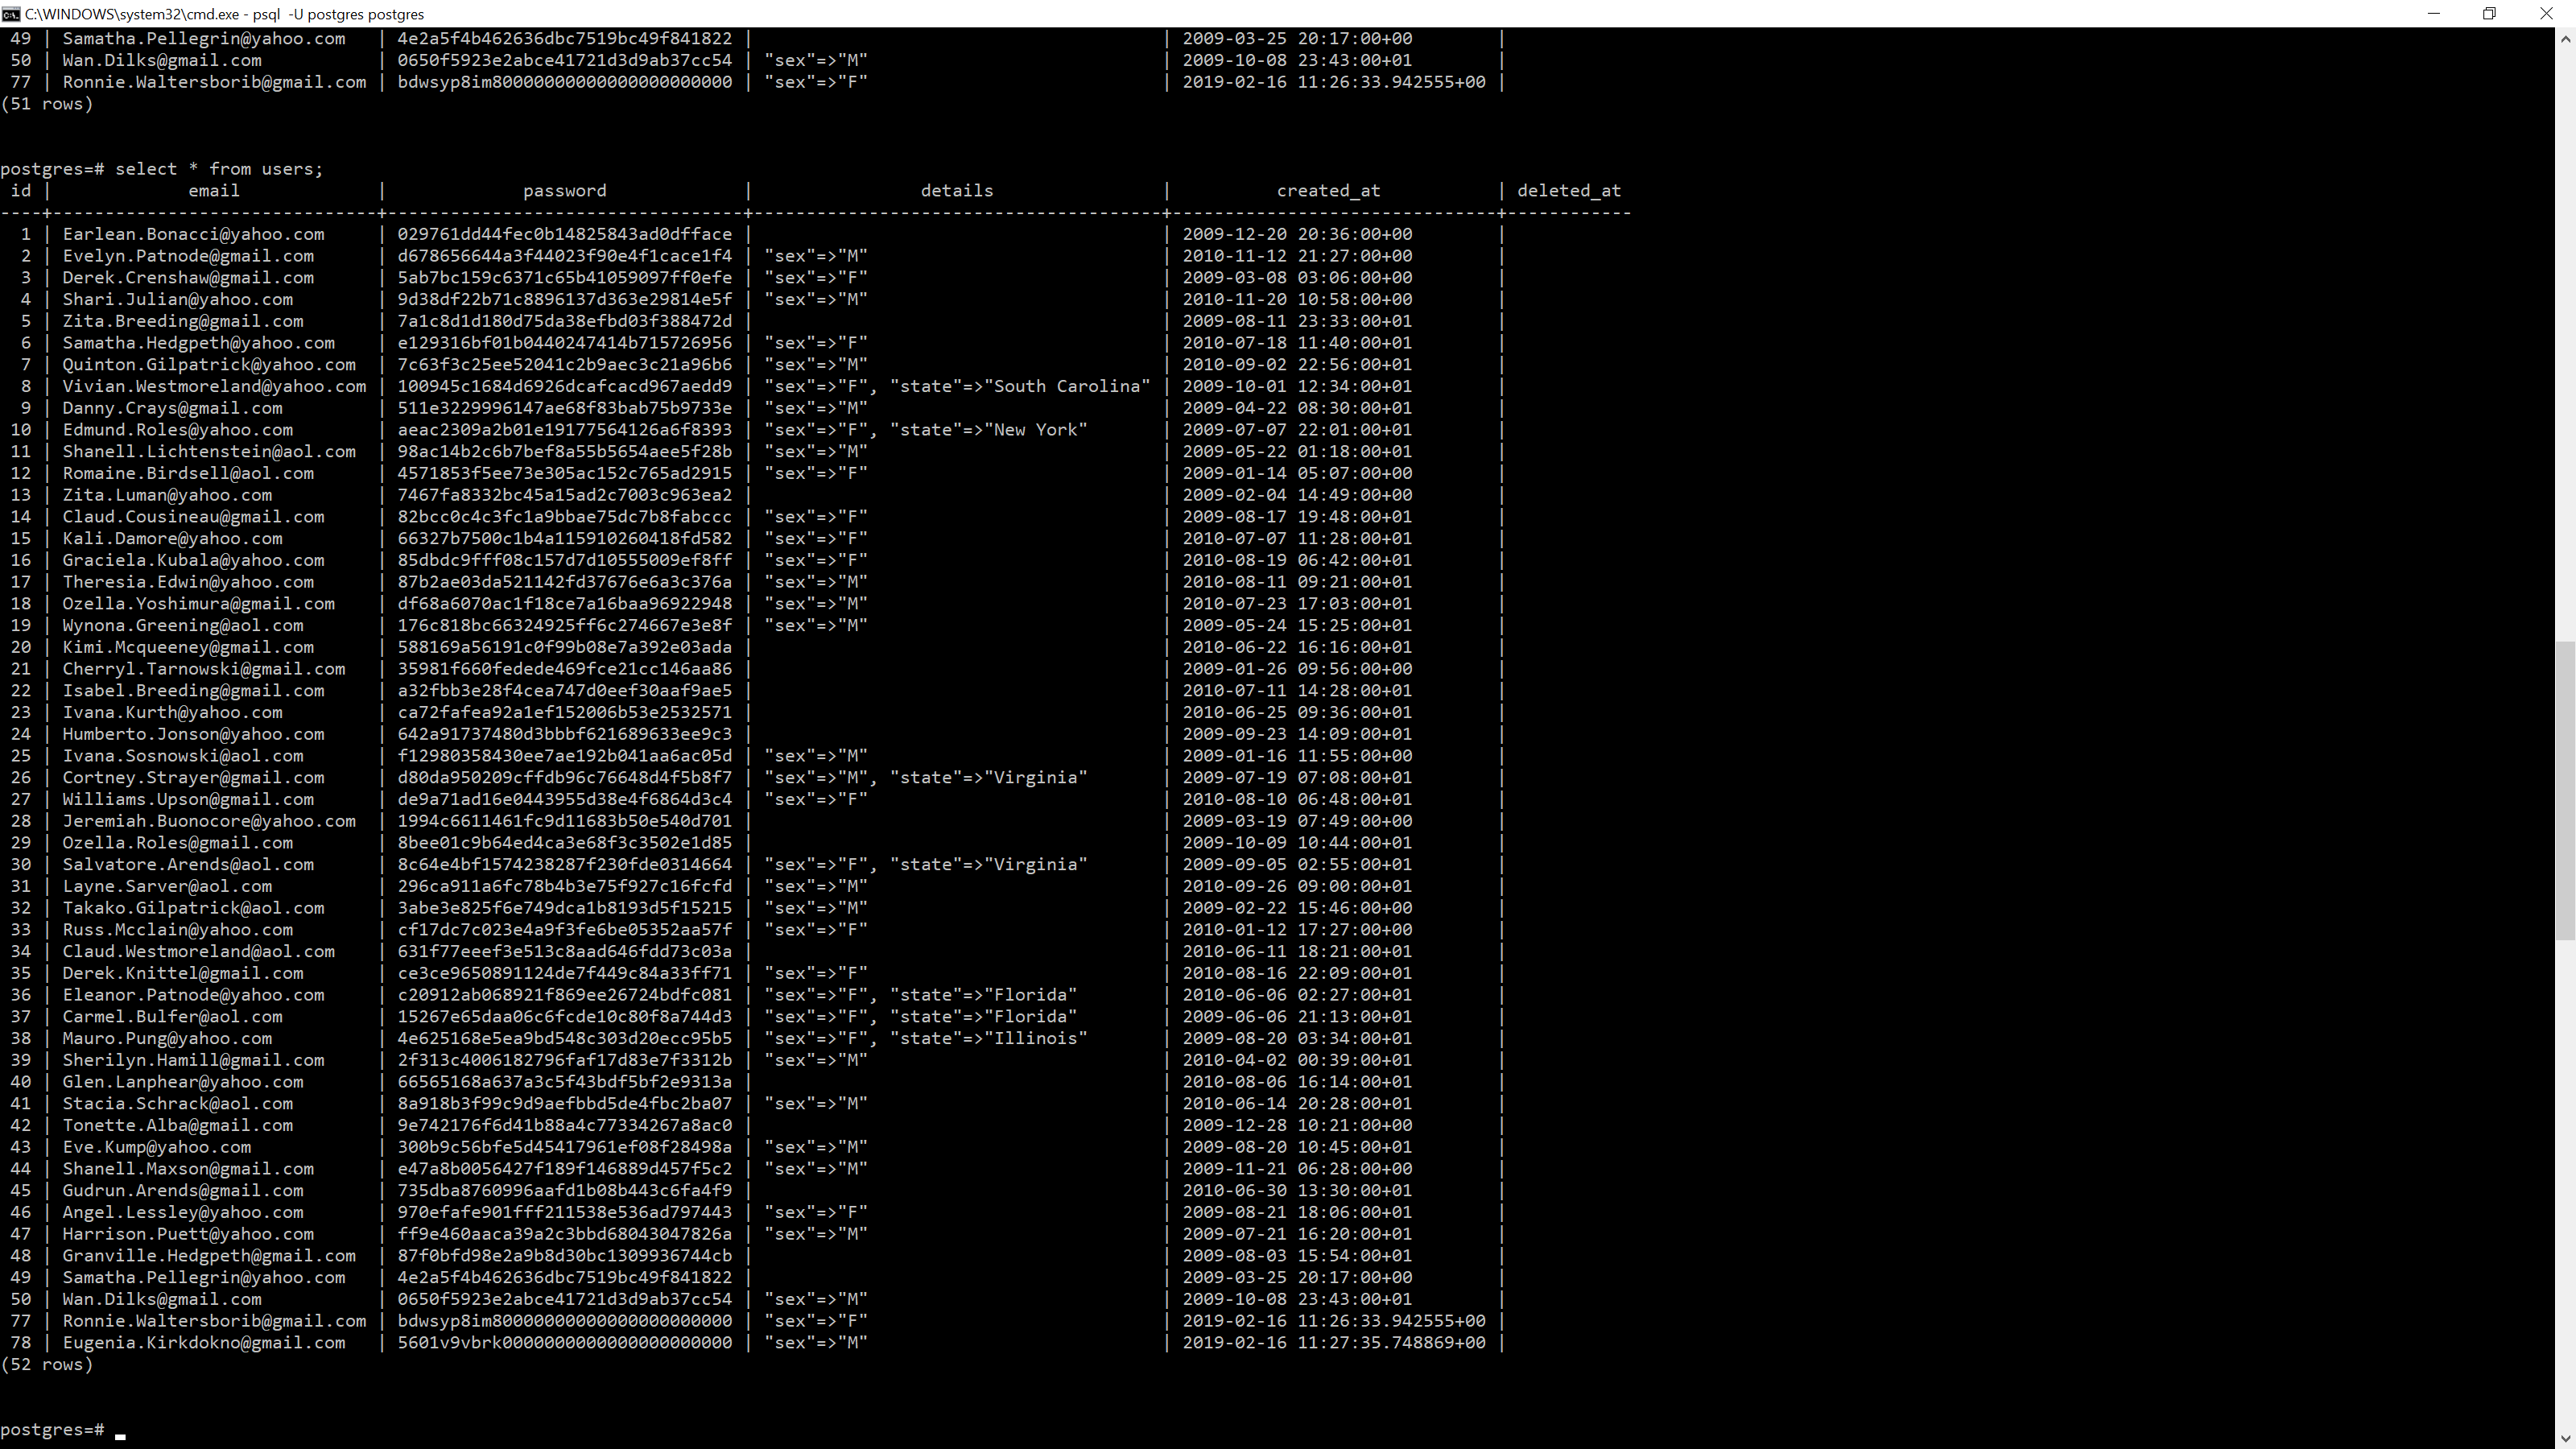 C:\WINDOWS\system32\cmd.exe - psql  -U postgres postgres
 49 | Samatha.Pellegrin@yahoo.com   | 4e2a5f4b462636dbc7519bc49f841822 |                                       | 2009-03-25 20:17:00+00        |
 50 | Wan.Dilks@gmail.com           | 0650f5923e2abce41721d3d9ab37cc54 | "sex"=>"M"                            | 2009-10-08 23:43:00+01        |
 77 | Ronnie.Waltersborib@gmail.com | bdwsyp8im80000000000000000000000 | "sex"=>"F"                            | 2019-02-16 11:26:33.942555+00 |
(51 rows)
postgres=# select * from users;
 id |             email             |             password             |                details                |          created_at           | deleted_at
----+-------------------------------+----------------------------------+---------------------------------------+-------------------------------+------------
  1 | Earlean.Bonacci@yahoo.com     | 029761dd44fec0b14825843ad0dfface |                                       | 2009-12-20 20:36:00+00        |
  2 | Evelyn.Patnode@gmail.com      | d678656644a3f44023f90e4f1cace1f4 | "sex"=>"M"                            | 2010-11-12 21:27:00+00        |
  3 | Derek.Crenshaw@gmail.com      | 5ab7bc159c6371c65b41059097ff0efe | "sex"=>"F"                            | 2009-03-08 03:06:00+00        |
  4 | Shari.Julian@yahoo.com        | 9d38df22b71c8896137d363e29814e5f | "sex"=>"M"                            | 2010-11-20 10:58:00+00        |
  5 | Zita.Breeding@gmail.com       | 7a1c8d1d180d75da38efbd03f388472d |                                       | 2009-08-11 23:33:00+01        |
  6 | Samatha.Hedgpeth@yahoo.com    | e129316bf01b0440247414b715726956 | "sex"=>"F"                            | 2010-07-18 11:40:00+01        |
  7 | Quinton.Gilpatrick@yahoo.com  | 7c63f3c25ee52041c2b9aec3c21a96b6 | "sex"=>"M"                            | 2010-09-02 22:56:00+01        |
  8 | Vivian.Westmoreland@yahoo.com | 100945c1684d6926dcafcacd967aedd9 | "sex"=>"F", "state"=>"South Carolina" | 2009-10-01 12:34:00+01        |
  9 | Danny.Crays@gmail.com         | 511e3229996147ae68f83bab75b9733e | "sex"=>"M"                            | 2009-04-22 08:30:00+01        |
 10 | Edmund.Roles@yahoo.com        | aeac2309a2b01e19177564126a6f8393 | "sex"=>"F", "state"=>"New York"       | 2009-07-07 22:01:00+01        |
 11 | Shanell.Lichtenstein@aol.com  | 98ac14b2c6b7bef8a55b5654aee5f28b | "sex"=>"M"                            | 2009-05-22 01:18:00+01        |
 12 | Romaine.Birdsell@aol.com      | 4571853f5ee73e305ac152c765ad2915 | "sex"=>"F"                            | 2009-01-14 05:07:00+00        |
 13 | Zita.Luman@yahoo.com          | 7467fa8332bc45a15ad2c7003c963ea2 |                                       | 2009-02-04 14:49:00+00        |
 14 | Claud.Cousineau@gmail.com     | 82bcc0c4c3fc1a9bbae75dc7b8fabccc | "sex"=>"F"                            | 2009-08-17 19:48:00+01        |
 15 | Kali.Damore@yahoo.com         | 66327b7500c1b4a115910260418fd582 | "sex"=>"F"                            | 2010-07-07 11:28:00+01        |
 16 | Graciela.Kubala@yahoo.com     | 85dbdc9fff08c157d7d10555009ef8ff | "sex"=>"F"                            | 2010-08-19 06:42:00+01        |
 17 | Theresia.Edwin@yahoo.com      | 87b2ae03da521142fd37676e6a3c376a | "sex"=>"M"                            | 2010-08-11 09:21:00+01        |
 18 | Ozella.Yoshimura@gmail.com    | df68a6070ac1f18ce7a16baa96922948 | "sex"=>"M"                            | 2010-07-23 17:03:00+01        |
 19 | Wynona.Greening@aol.com       | 176c818bc66324925ff6c274667e3e8f | "sex"=>"M"                            | 2009-05-24 15:25:00+01        |
 20 | Kimi.Mcqueeney@gmail.com      | 588169a56191c0f99b08e7a392e03ada |                                       | 2010-06-22 16:16:00+01        |
 21 | Cherryl.Tarnowski@gmail.com   | 35981f660fedede469fce21cc146aa86 |                                       | 2009-01-26 09:56:00+00        |
 22 | Isabel.Breeding@gmail.com     | a32fbb3e28f4cea747d0eef30aaf9ae5 |                                       | 2010-07-11 14:28:00+01        |
 23 | Ivana.Kurth@yahoo.com         | ca72fafea92a1ef152006b53e2532571 |                                       | 2010-06-25 09:36:00+01        |
 24 | Humberto.Jonson@yahoo.com     | 642a91737480d3bbbf621689633ee9c3 |                                       | 2009-09-23 14:09:00+01        |
 25 | Ivana.Sosnowski@aol.com       | f12980358430ee7ae192b041aa6ac05d | "sex"=>"M"                            | 2009-01-16 11:55:00+00        |
 26 | Cortney.Strayer@gmail.com     | d80da950209cffdb96c76648d4f5b8f7 | "sex"=>"M", "state"=>"Virginia"       | 2009-07-19 07:08:00+01        |
 27 | Williams.Upson@gmail.com      | de9a71ad16e0443955d38e4f6864d3c4 | "sex"=>"F"                            | 2010-08-10 06:48:00+01        |
 28 | Jeremiah.Buonocore@yahoo.com  | 1994c6611461fc9d11683b50e540d701 |                                       | 2009-03-19 07:49:00+00        |
 29 | Ozella.Roles@gmail.com        | 8bee01c9b64ed4ca3e68f3c3502e1d85 |                                       | 2009-10-09 10:44:00+01        |
 30 | Salvatore.Arends@aol.com      | 8c64e4bf1574238287f230fde0314664 | "sex"=>"F", "state"=>"Virginia"       | 2009-09-05 02:55:00+01        |
 31 | Layne.Sarver@aol.com          | 296ca911a6fc78b4b3e75f927c16fcfd | "sex"=>"M"                            | 2010-09-26 09:00:00+01        |
 32 | Takako.Gilpatrick@aol.com     | 3abe3e825f6e749dca1b8193d5f15215 | "sex"=>"M"                            | 2009-02-22 15:46:00+00        |
 33 | Russ.Mcclain@yahoo.com        | cf17dc7c023e4a9f3fe6be05352aa57f | "sex"=>"F"                            | 2010-01-12 17:27:00+00        |
 34 | Claud.Westmoreland@aol.com    | 631f77eeef3e513c8aad646fdd73c03a |                                       | 2010-06-11 18:21:00+01        |
 35 | Derek.Knittel@gmail.com       | ce3ce9650891124de7f449c84a33ff71 | "sex"=>"F"                            | 2010-08-16 22:09:00+01        |
 36 | Eleanor.Patnode@yahoo.com     | c20912ab068921f869ee26724bdfc081 | "sex"=>"F", "state"=>"Florida"        | 2010-06-06 02:27:00+01        |
 37 | Carmel.Bulfer@aol.com         | 15267e65daa06c6fcde10c80f8a744d3 | "sex"=>"F", "state"=>"Florida"        | 2009-06-06 21:13:00+01        |
 38 | Mauro.Pung@yahoo.com          | 4e625168e5ea9bd548c303d20ecc95b5 | "sex"=>"F", "state"=>"Illinois"       | 2009-08-20 03:34:00+01        |
 39 | Sherilyn.Hamill@gmail.com     | 2f313c4006182796faf17d83e7f3312b | "sex"=>"M"                            | 2010-04-02 00:39:00+01        |
 40 | Glen.Lanphear@yahoo.com       | 66565168a637a3c5f43bdf5bf2e9313a |                                       | 2010-08-06 16:14:00+01        |
 41 | Stacia.Schrack@aol.com        | 8a918b3f99c9d9aefbbd5de4fbc2ba07 | "sex"=>"M"                            | 2010-06-14 20:28:00+01        |
 42 | Tonette.Alba@gmail.com        | 9e742176f6d41b88a4c77334267a8ac0 |                                       | 2009-12-28 10:21:00+00        |
 43 | Eve.Kump@yahoo.com            | 300b9c56bfe5d45417961ef08f28498a | "sex"=>"M"                            | 2009-08-20 10:45:00+01        |
 44 | Shanell.Maxson@gmail.com      | e47a8b0056427f189f146889d457f5c2 | "sex"=>"M"                            | 2009-11-21 06:28:00+00        |
 45 | Gudrun.Arends@gmail.com       | 735dba8760996aafd1b08b443c6fa4f9 |                                       | 2010-06-30 13:30:00+01        |
 46 | Angel.Lessley@yahoo.com       | 970efafe901fff211538e536ad797443 | "sex"=>"F"                            | 2009-08-21 18:06:00+01        |
 47 | Harrison.Puett@yahoo.com      | ff9e460aaca39a2c3bbd68043047826a | "sex"=>"M"                            | 2009-07-21 16:20:00+01        |
 48 | Granville.Hedgpeth@gmail.com  | 87f0bfd98e2a9b8d30bc1309936744cb |                                       | 2009-08-03 15:54:00+01        |
 49 | Samatha.Pellegrin@yahoo.com   | 4e2a5f4b462636dbc7519bc49f841822 |                                       | 2009-03-25 20:17:00+00        |
 50 | Wan.Dilks@gmail.com           | 0650f5923e2abce41721d3d9ab37cc54 | "sex"=>"M"                            | 2009-10-08 23:43:00+01        |
 77 | Ronnie.Waltersborib@gmail.com | bdwsyp8im80000000000000000000000 | "sex"=>"F"                            | 2019-02-16 11:26:33.942555+00 |
 78 | Eugenia.Kirkdokno@gmail.com   | 5601v9vbrk0000000000000000000000 | "sex"=>"M"                            | 2019-02-16 11:27:35.748869+00 |
(52 rows)
postgres=#